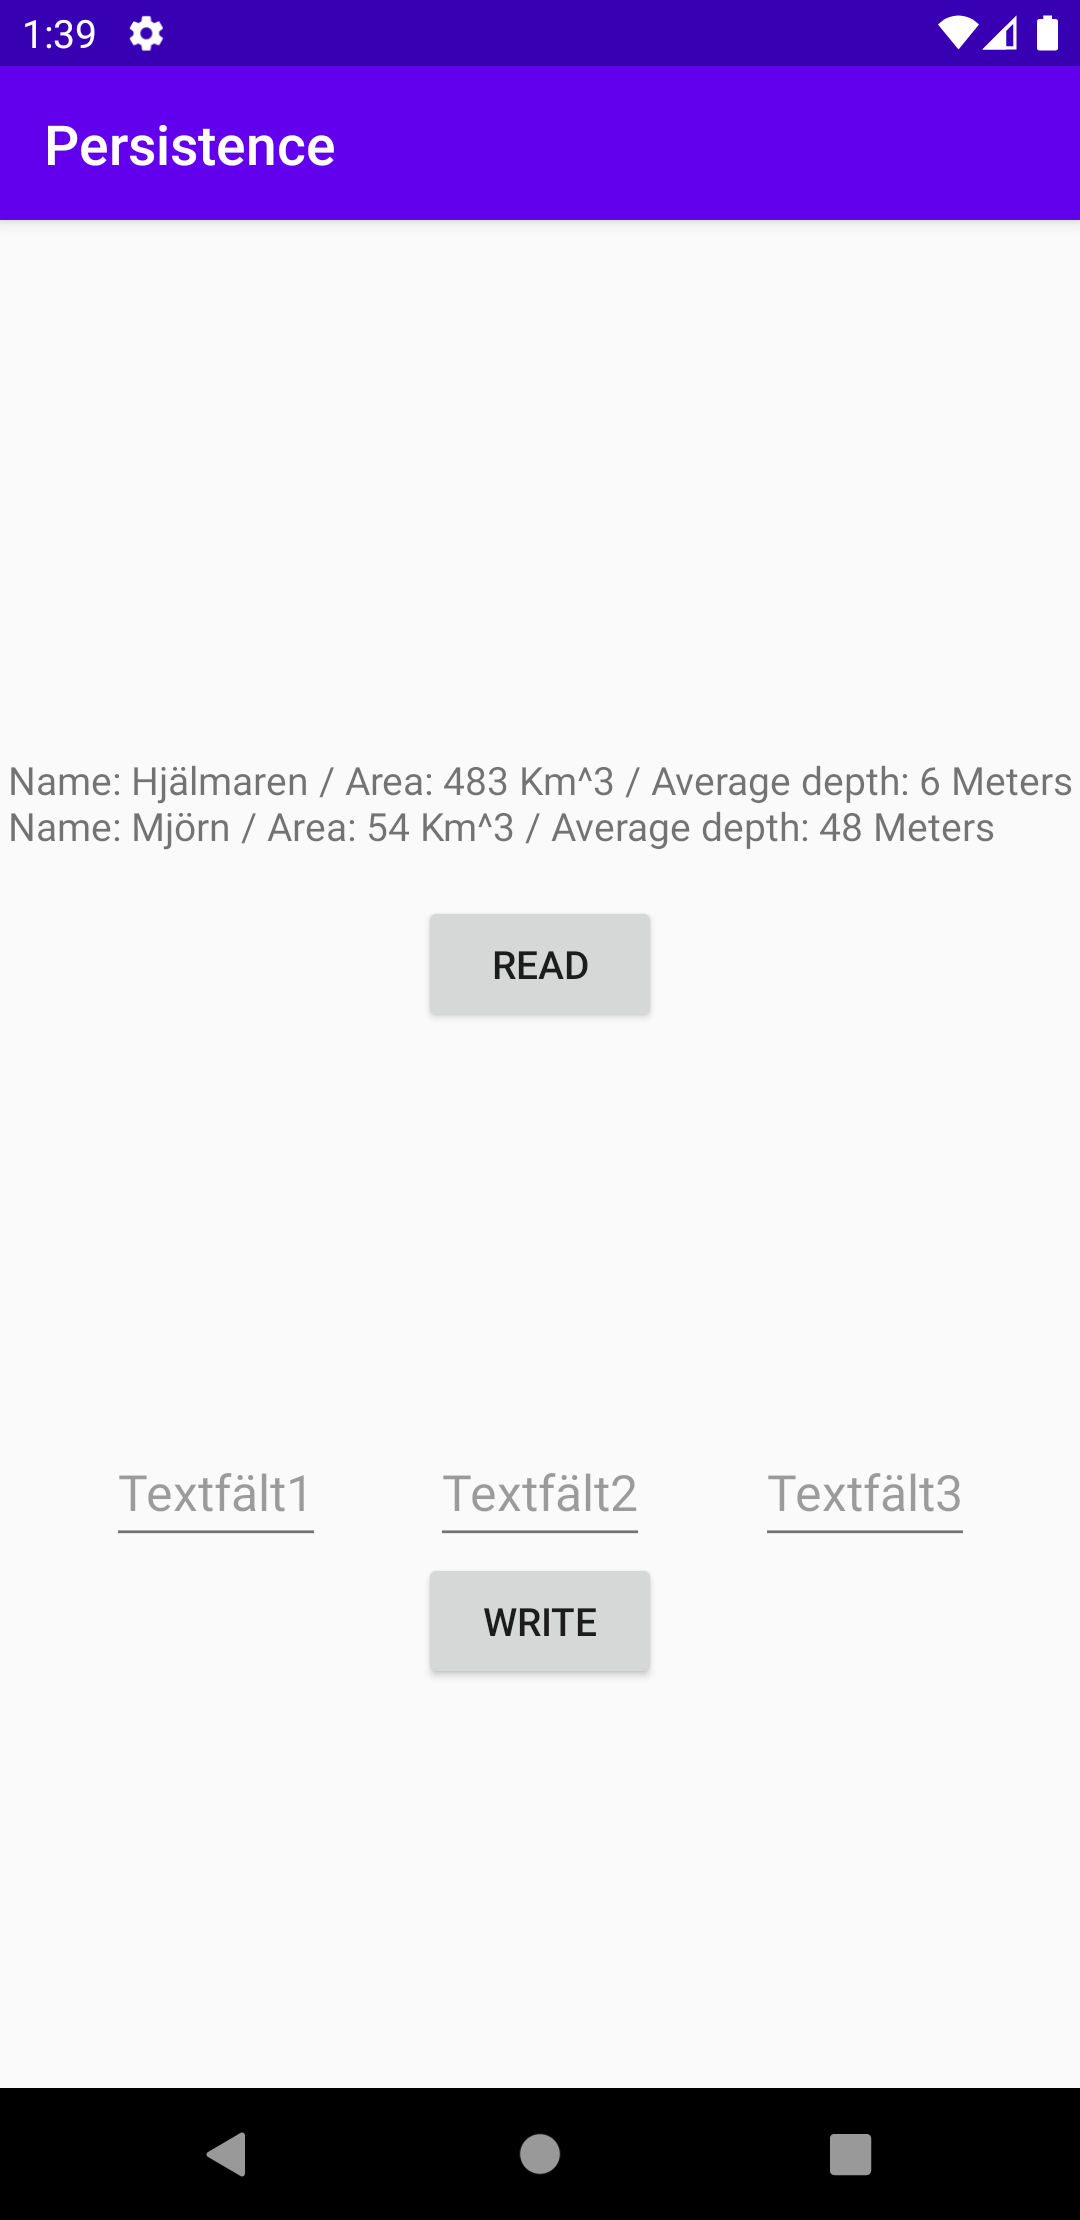 1:39
Persistence
Name: Hjälmaren / Area: 483 Km^3 / Average depth: 6 Meters
Name: Mjörn / Area: 54 Km^3 / Average depth: 48 Meters
READ
Textfält1 Textfält2 Textfält3
WRITE